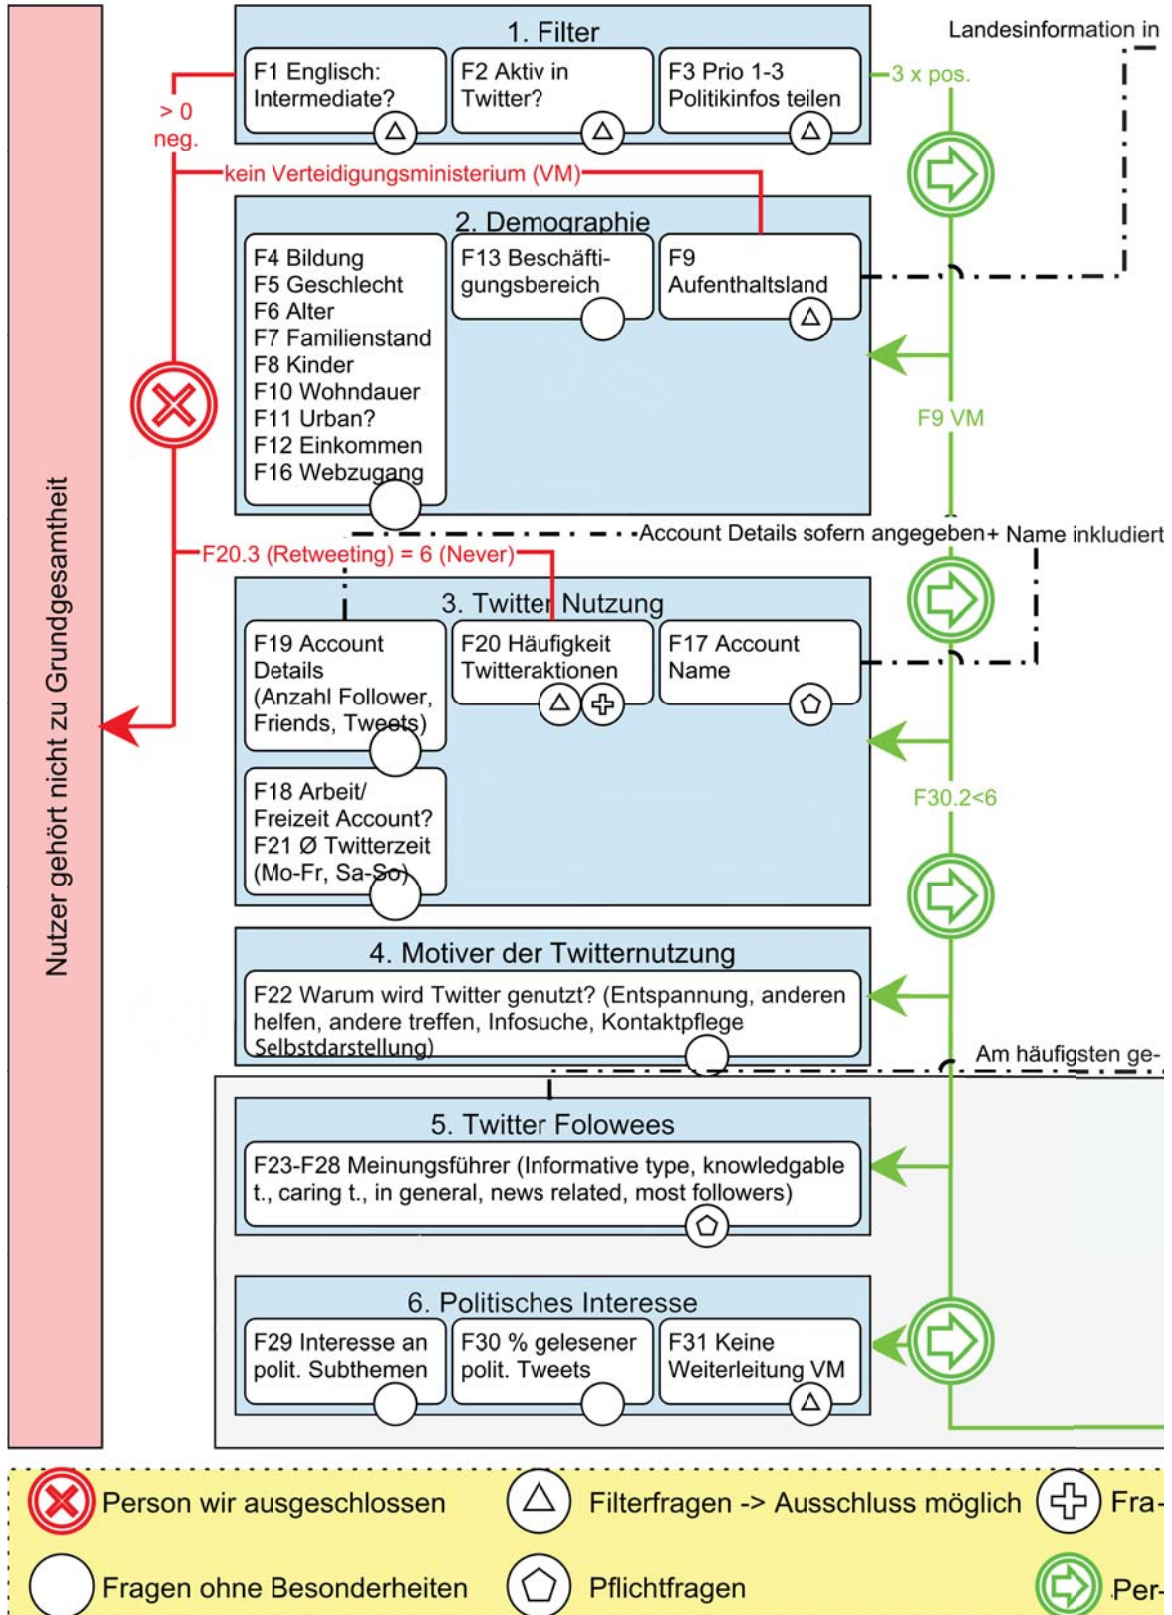 1. Filter
Landesinformation in
F1 Englisch:
Intermediate?
F2 Aktiv in
Twitter?
F3 Prio 1-3
Politikinfos teilen
3 x pos.
> 0
neg.
kein Verteidigungsministerium (VM)
2. Demographie
F4 Bildung
F5 Geschlecht
F6 Alter
F7 Familienstand
F8 Kinder
F10 Wohndauer
F11 Urban?
F12 Einkommen
F16 Webzugang
F13 Beschäfti-
gungsbereich
F9
Aufenthaltsland
F9 VM
Nutzer gehört nicht zu Grundgesamtheit
Account Details sofern angegeben+ Name inkludiert
F20.3 (Retweeting) = 6 (Never)
3. Twitter Nutzung
F19 Account
Details
(Anzahl Follower,
Friends, Tweets)
F20 Häufigkeit
Twitteraktionen
F17 Account
Name
F18 Arbeit/
Freizeit Account?
F21 Ø Twitterzeit
(Mo-Fr, Sa-So)
F30.2<6
4. Motiver der Twitternutzung
F22 Warum wird Twitter genutzt? (Entspannung, anderen
helfen, andere treffen, Infosuche, Kontaktpflege
Selbstdarstellung)
Am häufigsten ge-
5. Twitter Folowees
F23-F28 Meinungsführer (Informative type, knowledgable
t., caring t., in general, news related, most followers)
6. Politisches Interesse
F29 Interesse an
polit. Subthemen
F30 % gelesener
polit. Tweets
F31 Keine
Weiterleitung VM
Person wir ausgeschlossen
Filterfragen -> Ausschluss möglich
Fra-
Fragen ohne Besonderheiten
Pflichtfragen
Per-